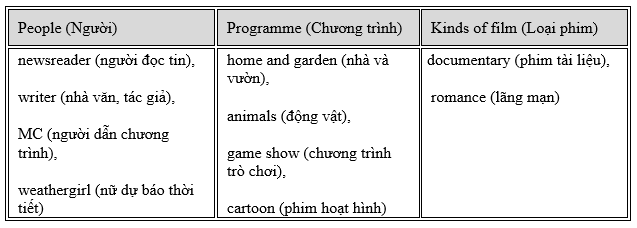 People (Người)
Programme (Chương trình)
Kinds of film (Loại phim)
newsreader (người đọc tin),
writer (nhà văn, tác giả),
MC (người dẫn chương
trình),
weathergirl (nữ dự báo thời
tiết)
home and garden (nhà và
vườn),
animals (động vật),
game show (chương trình
trò chơi),
cartoon (phim hoạt hình)
documentary (phim tài liệu),
romance (lãng mạn)